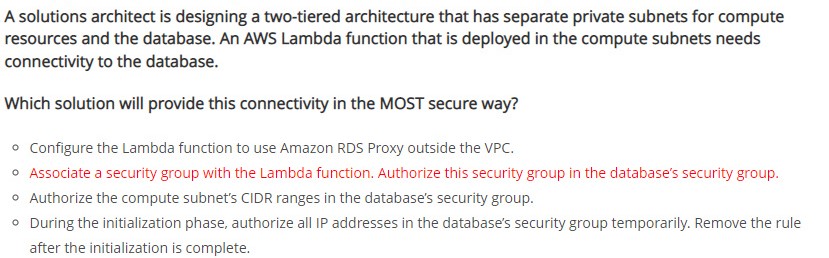 A solutions architect is designing a two-tiered architecture that has separate private subnets for compute
resources and the database. An AWS Lambda function that is deployed in the compute subnets needs
connectivity to the database.
Which solution will provide this connectivity in the MOST secure way?
Configure the Lambda function to use Amazon RDS Proxy outside the VPC.
Associate a security group with the Lambda function. Authorize this security group in the database's security group.
Authorize the compute subnet's CIDR ranges in the database's security group.
During the initialization phase, authorize all IP addresses in the database's security group temporarily. Remove the rule
after the initialization is complete.